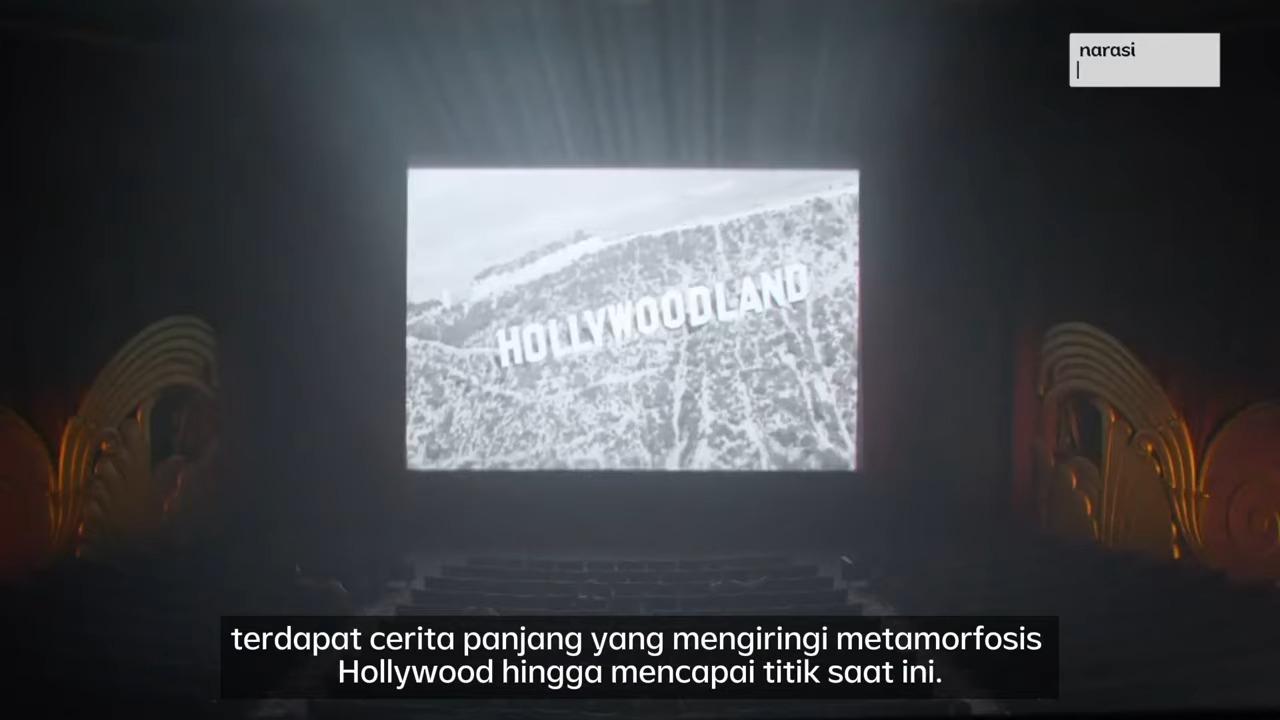 narasi
HOLLYWOODLAND
terdapat cerita panjang yang mengiringi metamorfosis
Hollywood hingga mencapai titik saat ini.